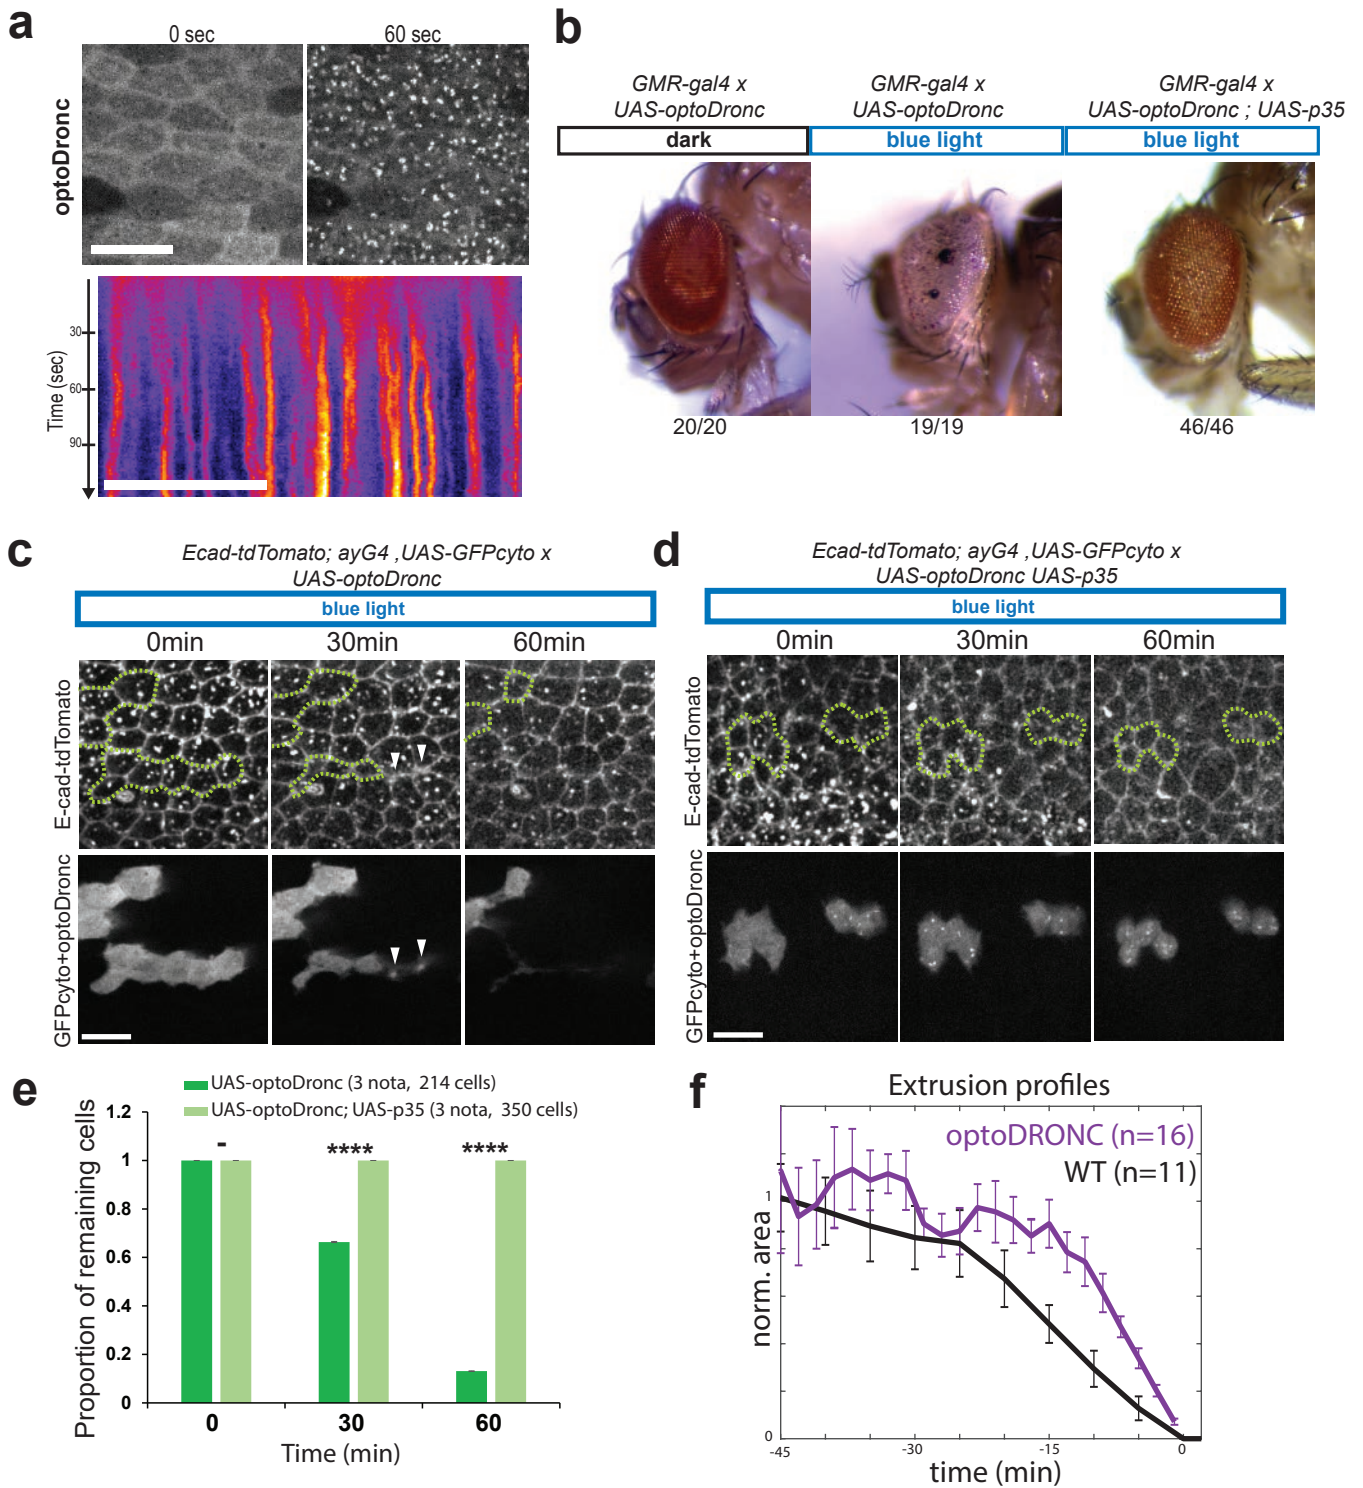 a
0 sec
60 sec
optoDronc
Time (sec)
30
60
90
b
GMR-gal4 x
UAS-optoDronc
dark
GMR-gal4 x
UAS-optoDronc
blue light
GMR-gal4 x
UAS-optoDronc ; UAS-p35
blue light
20/20
19/19
46/46
c
Ecad-tdTomato; ayG4 ,UAS-GFPcyto x
UAS-optoDronc
blue light
0min
30min
60min
E-cad-tdTomato
GFPcyto+optoDronc
d
Ecad-tdTomato; ayG4 ,UAS-GFPcyto x
UAS-optoDronc UAS-p35
blue light
0min
30min
60min
E-cad-tdTomato
GFPcyto+optoDronc
e
UAS-optoDronc (3 nota, 214 cells)
UAS-optoDronc; UAS-p35 (3 nota, 350 cells)
Proportion of remaining cells
1.2
1
0.8
0.6
0.4
0.2
0
-
****
****
0
30
60
Time (min)
f
Extrusion profiles
optoDRONC (n=16)
WT (n=11)
norm. area
1
0
-45
-30
-15
0
time (min)